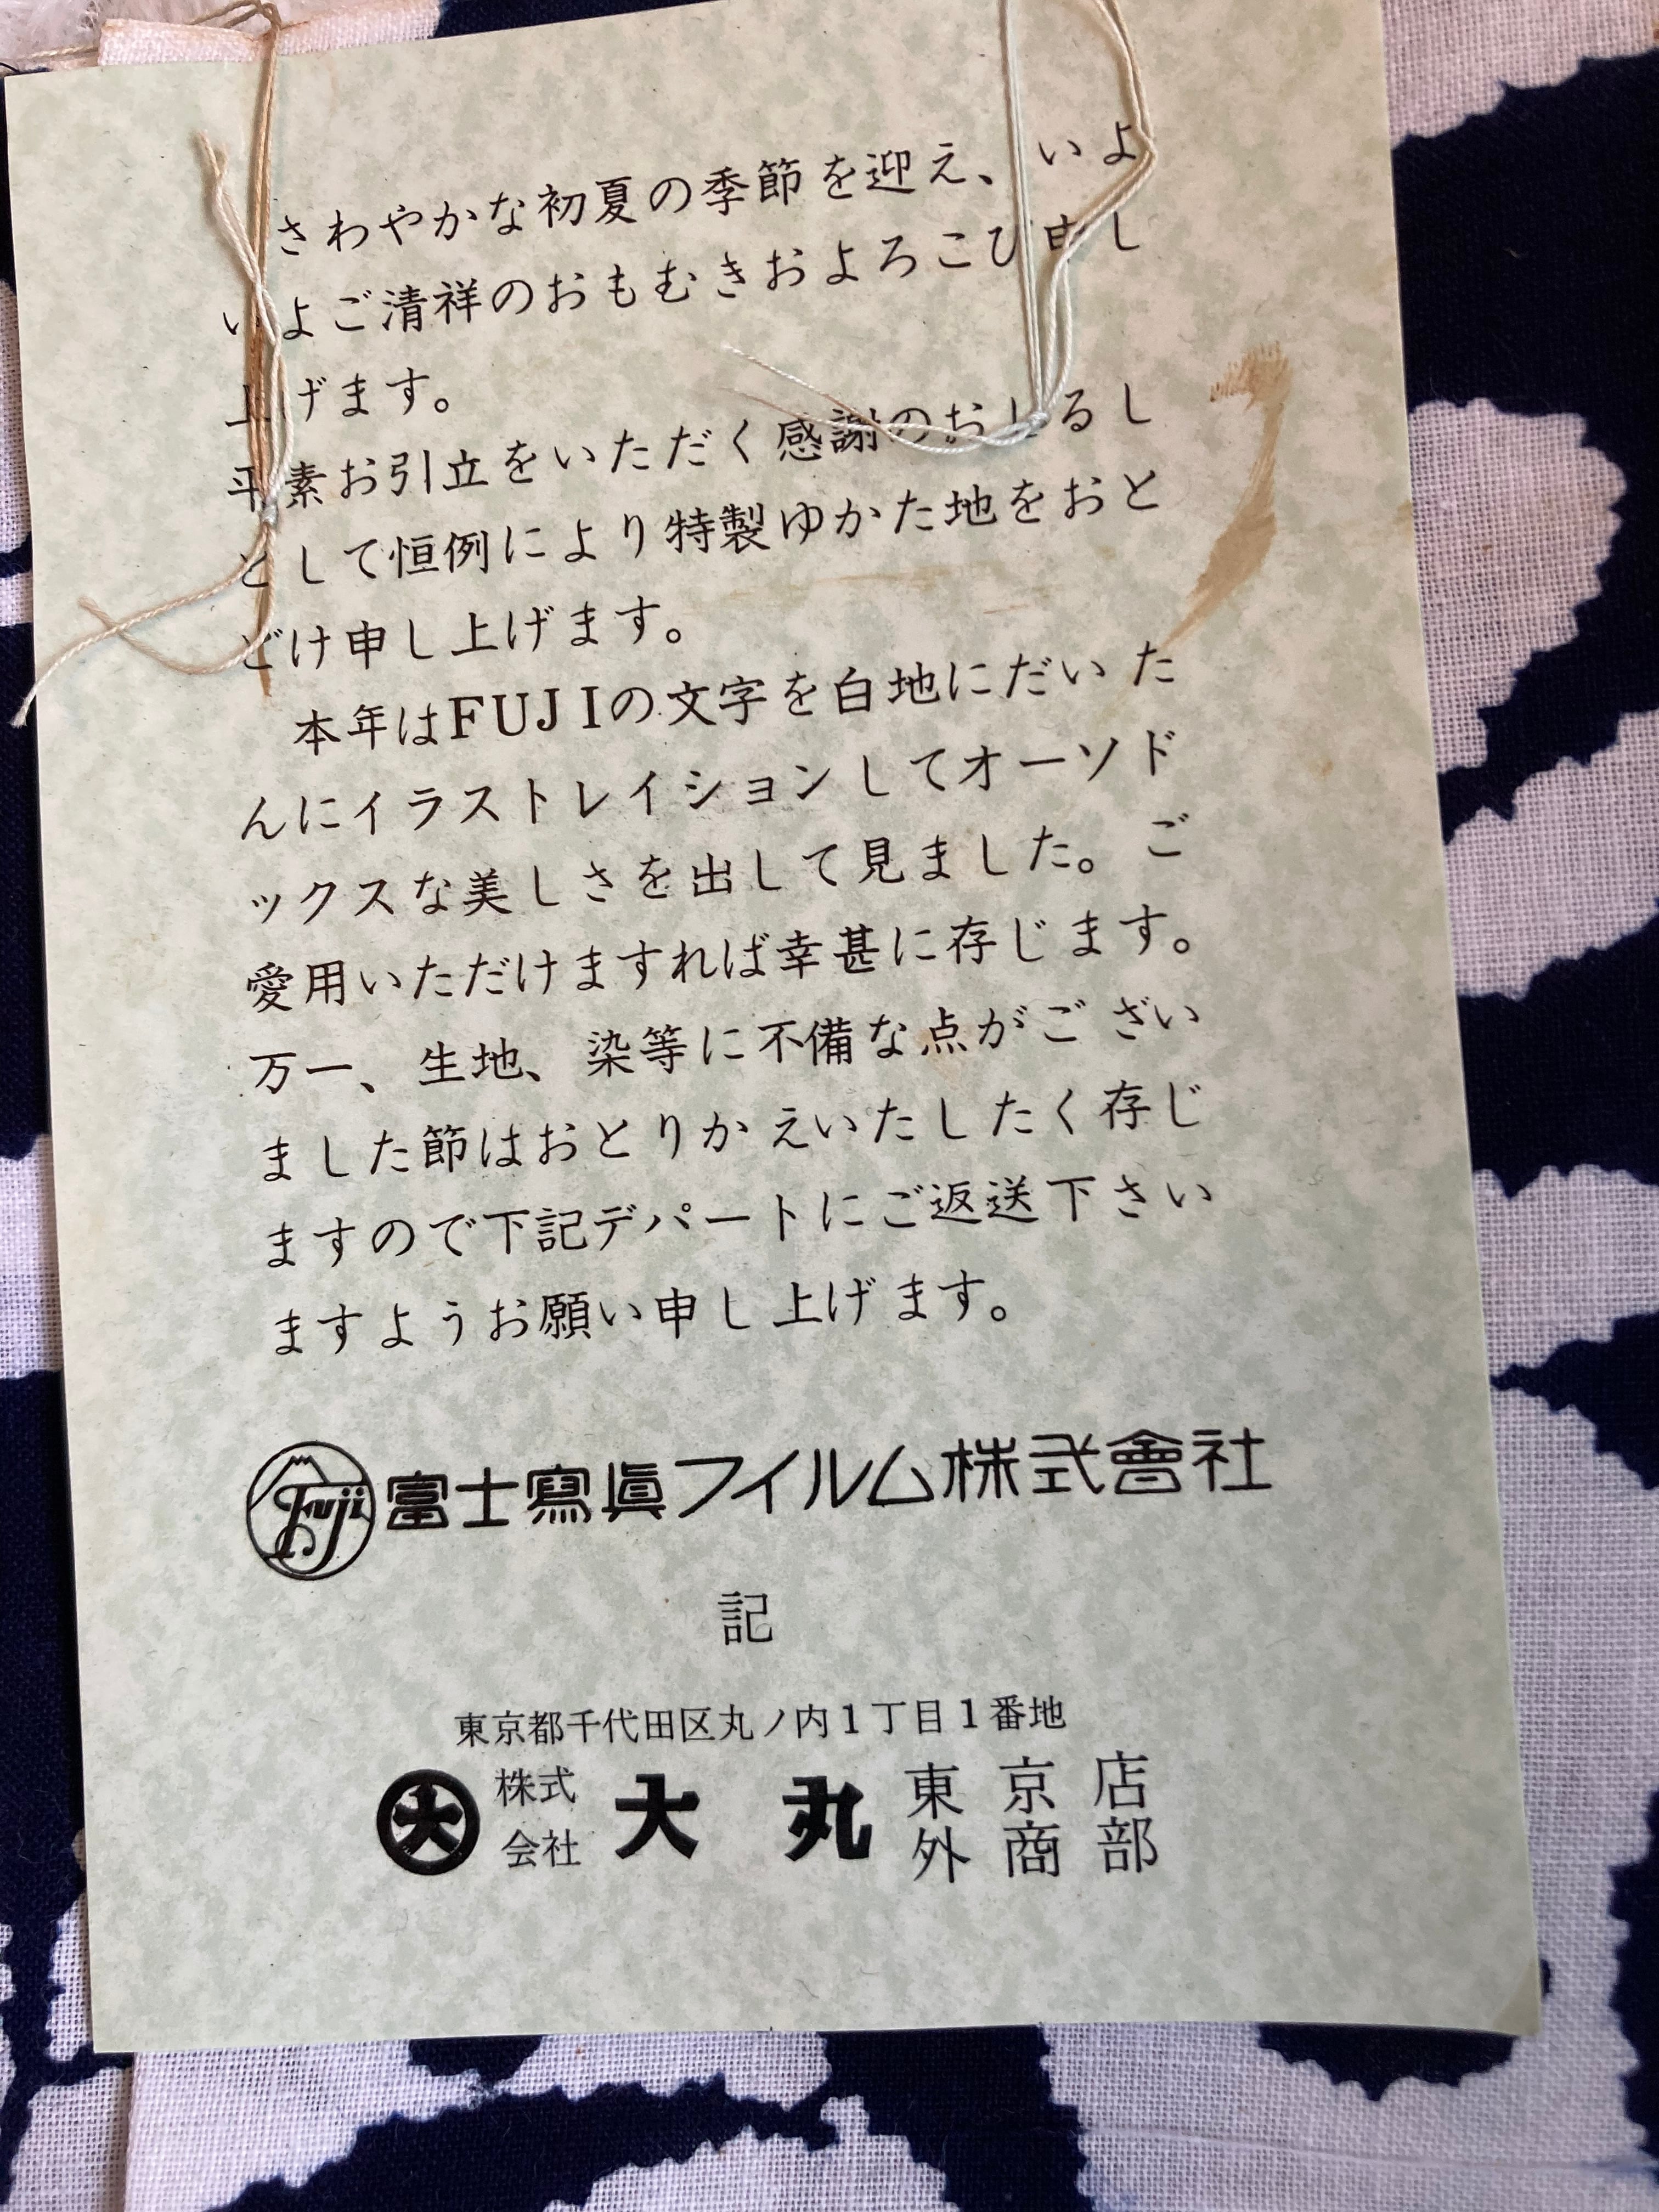 さわやかな初夏の季節を迎え、いよ
いよご清祥のおもむきおよろこび申し
上げます。
平素お引立をいただく感謝のおしるし
として恒例により特製ゆかた地をおと
どけ申し上げます。
本年はFUJIの文字を白地にだいた
んにイラストレイションしてオーソド
ックスな美しさを出して見ました。ご
愛用いただけますれば幸甚に存じます。
万一、生地、染等に不備な点がござい
ました節はおとりかえいたしたく存じ
ますので下記デパートにご返送下さい
ますようお願い申し上げます。
Fuji 富士寫眞フイルム株式會社
記
東京都千代田区丸ノ内1丁目1番地
大 株式会社 大丸 東京店外商部